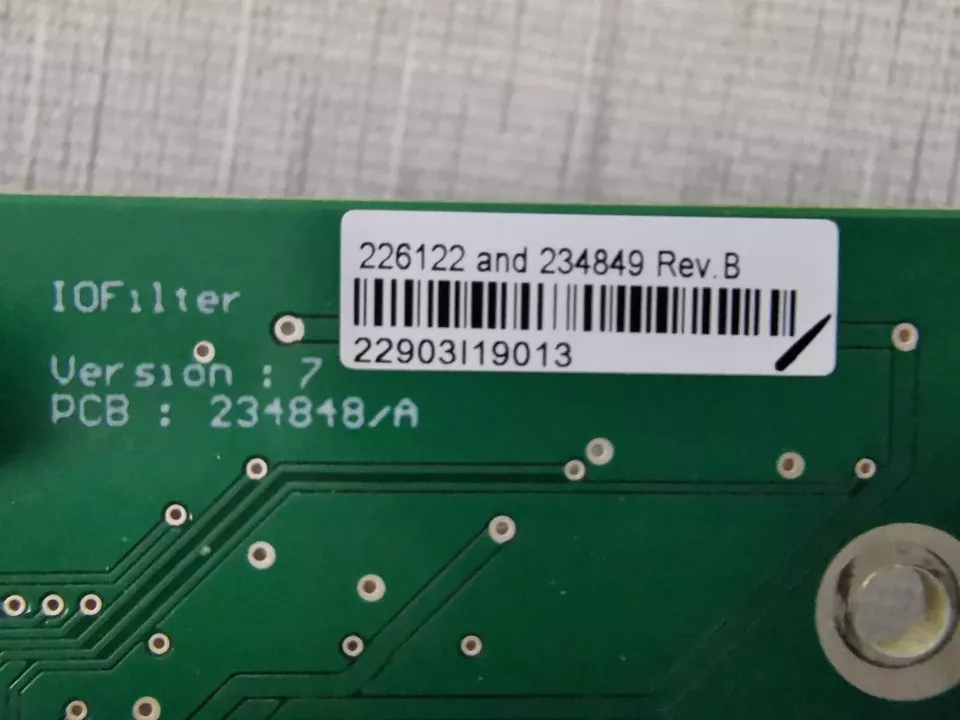 226122 and 234849 Rev.B
22903I19013
IOFilter
Version : 7
PCB : 234848/A